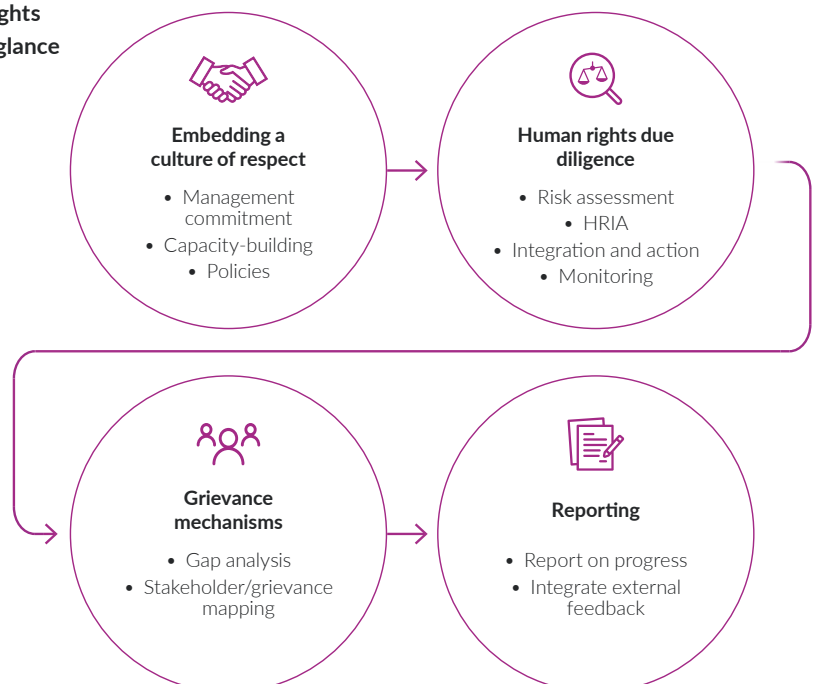 glance
Embedding a
culture of respect
• Management
commitment
• Capacity-building
• Policies
Human rights due
diligence
• Risk assessment
• HRIA
• Integration and action
• Monitoring
Grievance
mechanisms
• Gap analysis
• Stakeholder/grievance
mapping
Reporting
• Report on progress
• Integrate external
feedback